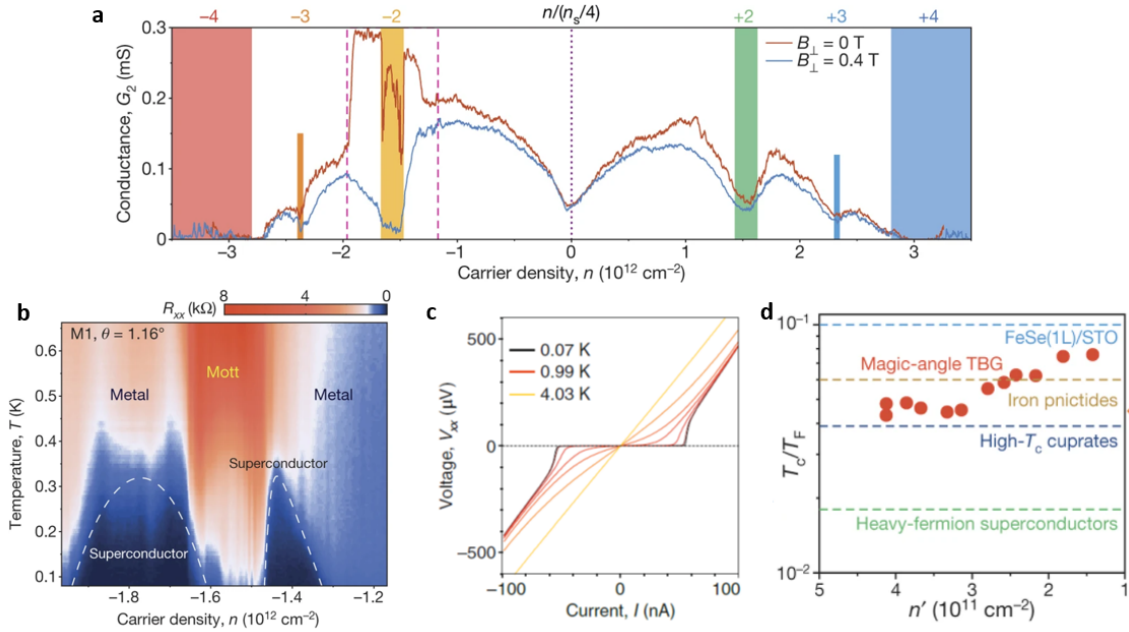 a
n/(nₛ/4)
−4 −3 −2 +2 +3 +4
0.3
0.2
0.1
0
Conductance, G₂ (mS)
B⊥ = 0 T
B⊥ = 0.4 T
−3 −2 −1 0 1 2 3
Carrier density, n (10¹² cm⁻²)
b
Rₓₓ (kΩ)
8 4 0
M1, θ = 1.16°
Mott
Metal
Metal
Superconductor
Superconductor
0.6
0.5
0.4
0.3
0.2
0.1
Temperature, T (K)
−1.8 −1.6 −1.4 −1.2
Carrier density, n (10¹² cm⁻²)
c
500
0
−500
Voltage, Vₓₓ (μV)
0.07 K
0.99 K
4.03 K
−100 −50 0 50 100
Current, I (nA)
d
10⁻¹
10⁻²
T_c/T_F
FeSe(1L)/STO
Magic-angle TBG
Iron pnictides
High-T_c cuprates
Heavy-fermion superconductors
5 4 3 2 1
n′ (10¹¹ cm⁻²)